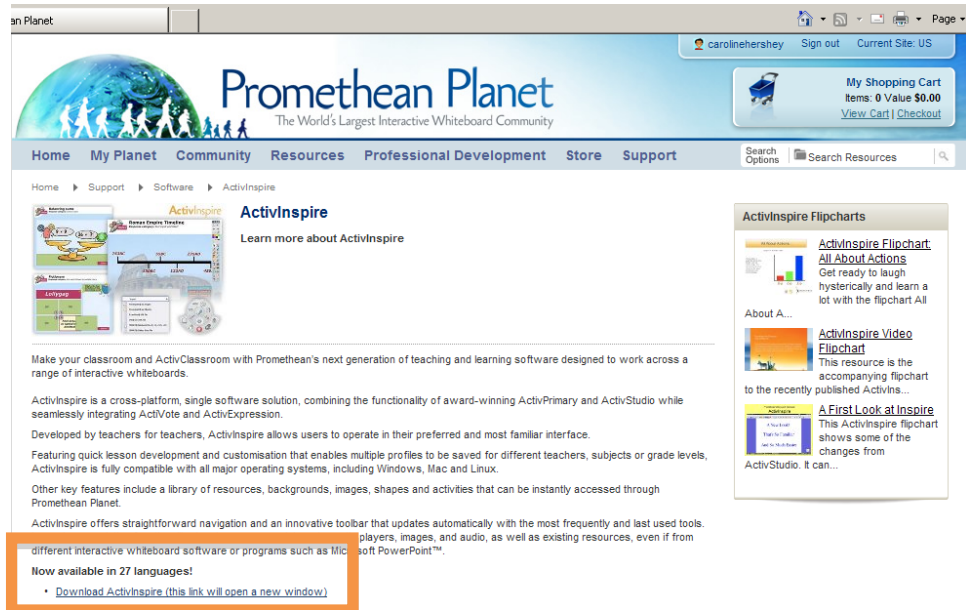 an Planet
Page
carolinehershey Sign out Current Site: US
Promethean Planet
The World's Largest Interactive Whiteboard Community
My Shopping Cart
Items: 0 Value $0.00
View Cart | Checkout
Home My Planet Community Resources Professional Development Store Support
Search Options Search Resources
Home Support Software ActivInspire
ActivInspire
Roman Empire Timeline
Lollypag
ActivInspire
Learn more about ActivInspire
Make your classroom and ActivClassroom with Promethean's next generation of teaching and learning software designed to work across a
range of interactive whiteboards.
ActivInspire is a cross-platform, single software solution, combining the functionality of award-winning ActivPrimary and ActivStudio while
seamlessly integrating ActiVote and ActivExpression.
Developed by teachers for teachers, ActivInspire allows users to operate in their preferred and most familiar interface.
Featuring quick lesson development and customisation that enables multiple profiles to be saved for different teachers, subjects or grade levels,
ActivInspire is fully compatible with all major operating systems, including Windows, Mac and Linux.
Other key features include a library of resources, backgrounds, images, shapes and activities that can be instantly accessed through
Promethean Planet.
ActivInspire offers straightforward navigation and an innovative toolbar that updates automatically with the most frequently and last used tools.
players, images, and audio, as well as existing resources, even if from
different interactive whiteboard software or programs such as Microsoft PowerPoint™.
Now available in 27 languages!
• Download ActivInspire (this link will open a new window)
ActivInspire Flipcharts
ActivInspire Flipchart:
All About Actions
Get ready to laugh
hysterically and learn a
lot with the flipchart All
About A...
ActivInspire Video
Flipchart
This resource is the
accompanying flipchart
to the recently published ActivIns...
A First Look at Inspire
This ActivInspire flipchart
shows some of the
changes from
ActivStudio. It can...